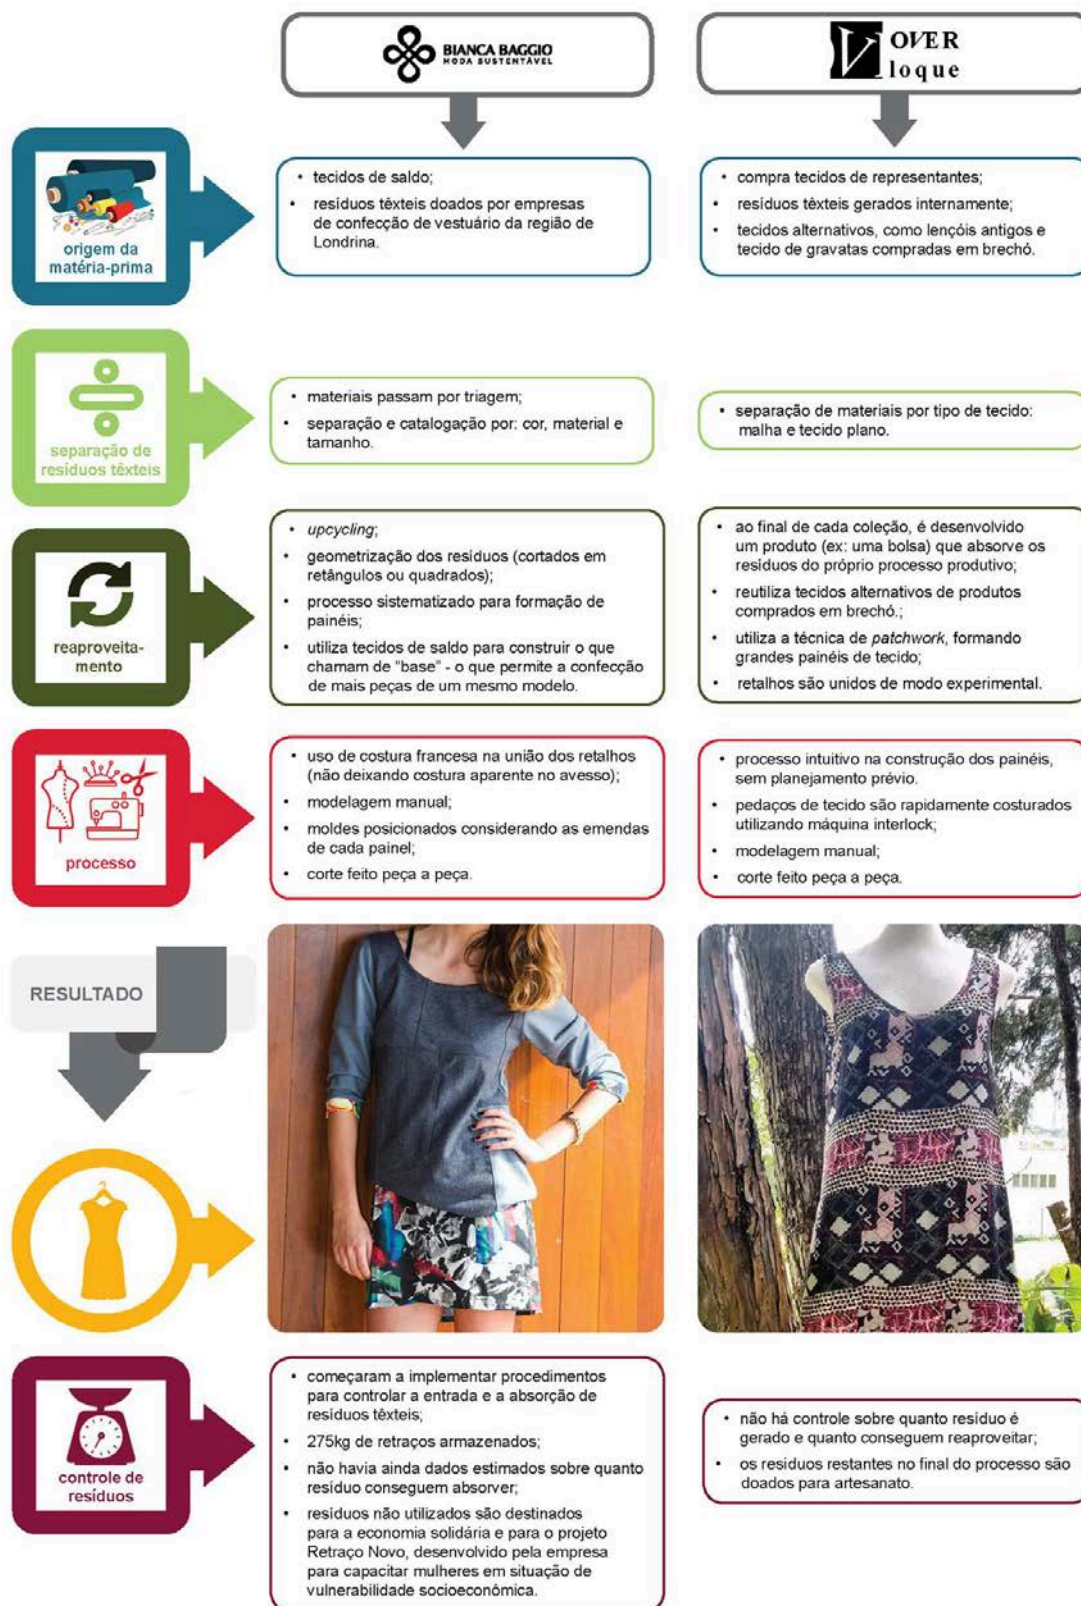 BIANCA BAGGIO
MODA SUSTENTÁVEL
V OVER
loque
origem da
matéria-prima
• tecidos de saldo;
• resíduos têxteis doados por empresas
de confecção de vestuário da região de
Londrina.
• compra tecidos de representantes;
• resíduos têxteis gerados internamente;
• tecidos alternativos, como lençóis antigos e
tecido de gravatas compradas em brechó.
separação de
resíduos têxteis
• materiais passam por triagem;
• separação e catalogação por: cor, material e
tamanho.
• separação de materiais por tipo de tecido:
malha e tecido plano.
reaproveita-
mento
• upcycling;
• geometrização dos resíduos (cortados em
retângulos ou quadrados);
• processo sistematizado para formação de
painéis;
• utiliza tecidos de saldo para construir o que
chamam de "base" - o que permite a confecção
de mais peças de um mesmo modelo.
• ao final de cada coleção, é desenvolvido
um produto (ex: uma bolsa) que absorve os
resíduos do próprio processo produtivo;
• reutiliza tecidos alternativos de produtos
comprados em brechó.;
• utiliza a técnica de patchwork, formando
grandes painéis de tecido;
• retalhos são unidos de modo experimental.
processo
• uso de costura francesa na união dos retalhos
(não deixando costura aparente no avesso);
• modelagem manual;
• moldes posicionados considerando as emendas
de cada painel;
• corte feito peça a peça.
• processo intuitivo na construção dos painéis,
sem planejamento prévio.
• pedaços de tecido são rapidamente costurados
utilizando máquina interlock;
• modelagem manual;
• corte feito peça a peça.
RESULTADO
controle de
resíduos
• começaram a implementar procedimentos
para controlar a entrada e a absorção de
resíduos têxteis;
• 275kg de retraços armazenados;
• não havia ainda dados estimados sobre quanto
resíduo conseguem absorver;
• resíduos não utilizados são destinados
para a economia solidária e para o projeto
Retraço Novo, desenvolvido pela empresa
para capacitar mulheres em situação de
vulnerabilidade socioeconômica.
• não há controle sobre quanto resíduo é
gerado e quanto conseguem reaproveitar;
• os resíduos restantes no final do processo são
doados para artesanato.